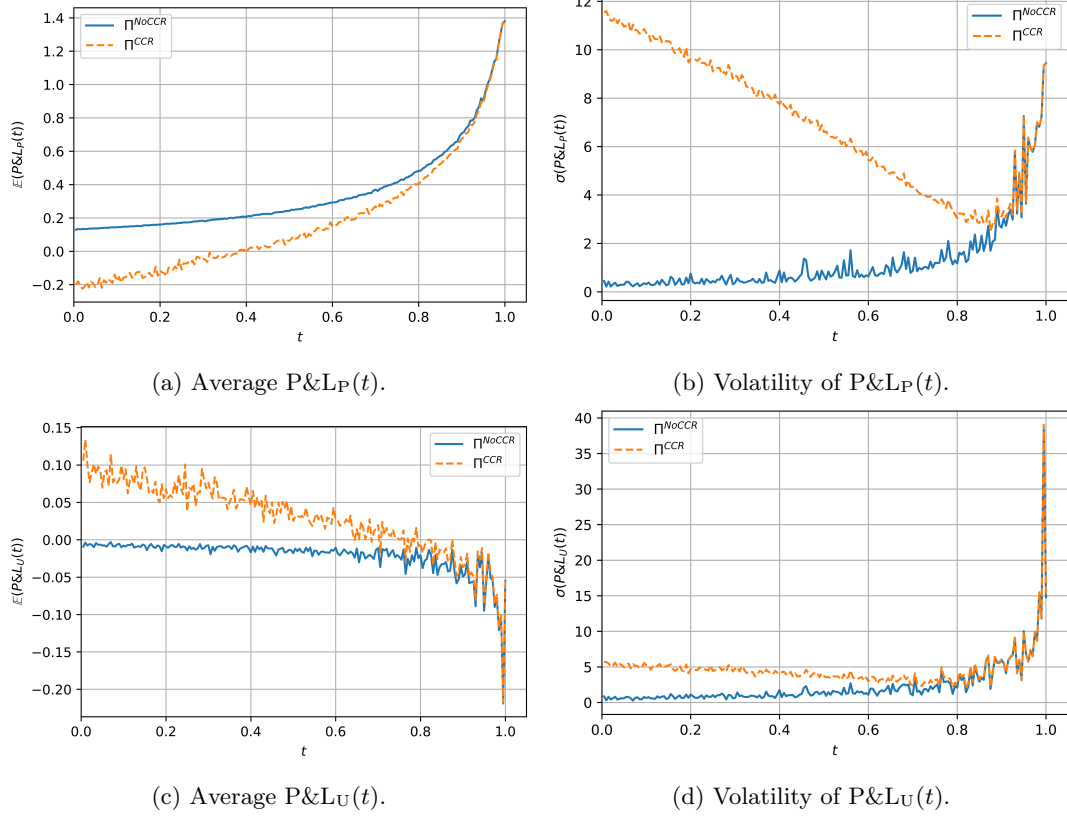 1.4
1.2
1.0
0.8
0.6
0.4
0.2
0.0
−0.2
𝔼(P&L_P(t))
Π^NoCCR
Π^CCR
0.0 0.2 0.4 0.6 0.8 1.0
t
(a) Average P&L_P(t).
12
10
8
6
4
2
0
σ(P&L_P(t))
Π^NoCCR
Π^CCR
0.0 0.2 0.4 0.6 0.8 1.0
t
(b) Volatility of P&L_P(t).
0.15
0.10
0.05
0.00
−0.05
−0.10
−0.15
−0.20
𝔼(P&L_U(t))
Π^NoCCR
Π^CCR
0.0 0.2 0.4 0.6 0.8 1.0
t
(c) Average P&L_U(t).
40
35
30
25
20
15
10
5
0
σ(P&L_U(t))
Π^NoCCR
Π^CCR
0.0 0.2 0.4 0.6 0.8 1.0
t
(d) Volatility of P&L_U(t).